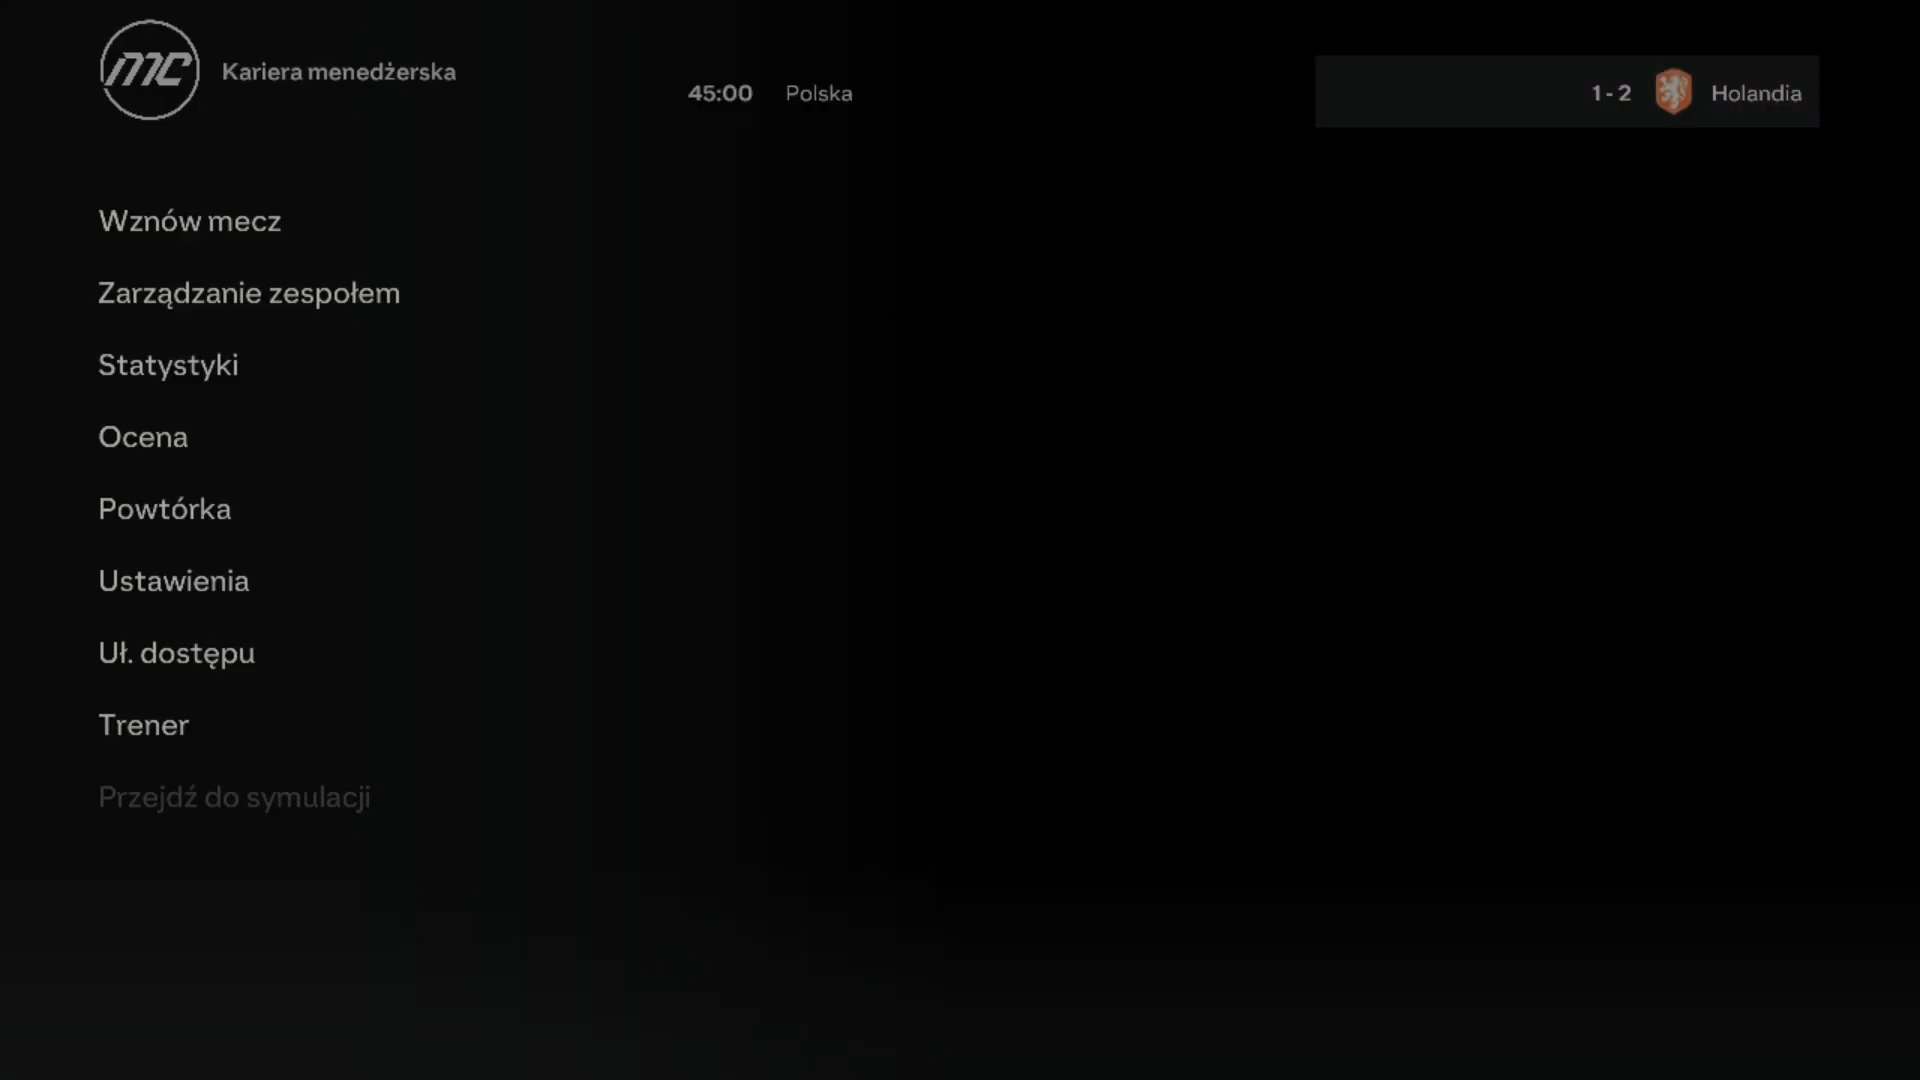 MC Kariera menedżerska
45:00 Polska 1 - 2 Holandia
Wznów mecz
Zarządzanie zespołem
Statystyki
Ocena
Powtórka
Ustawienia
Uł. dostępu
Trener
Przejdź do symulacji